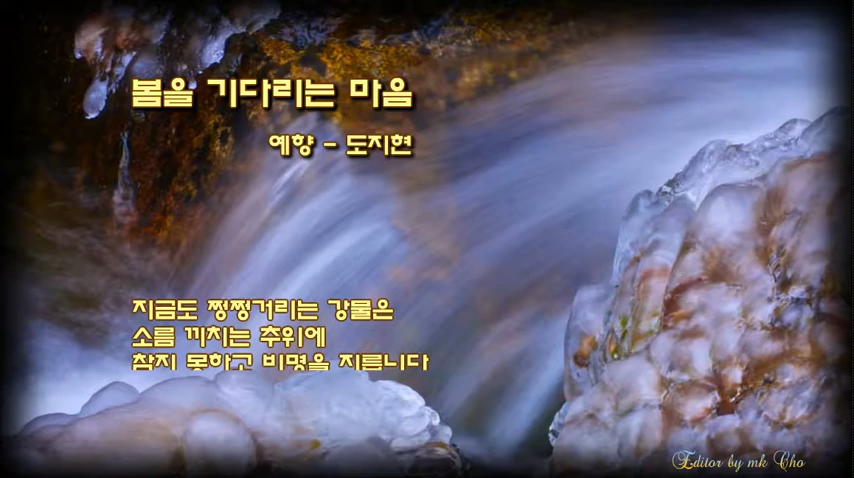 봄을 기다리는 마음
예향 - 도지현
지금도 쩡쩡거리는 강물은
소름 끼치는 추위에
참지 못하고 비명을 지릅니다
Editor by mk Cho